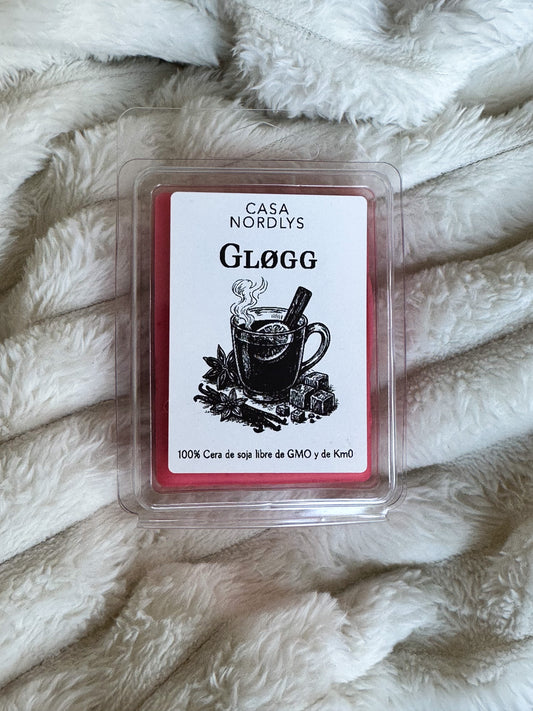 CASA
NORDLYS
Gløgg
100% Cera de soja libre de GMO y de Km0